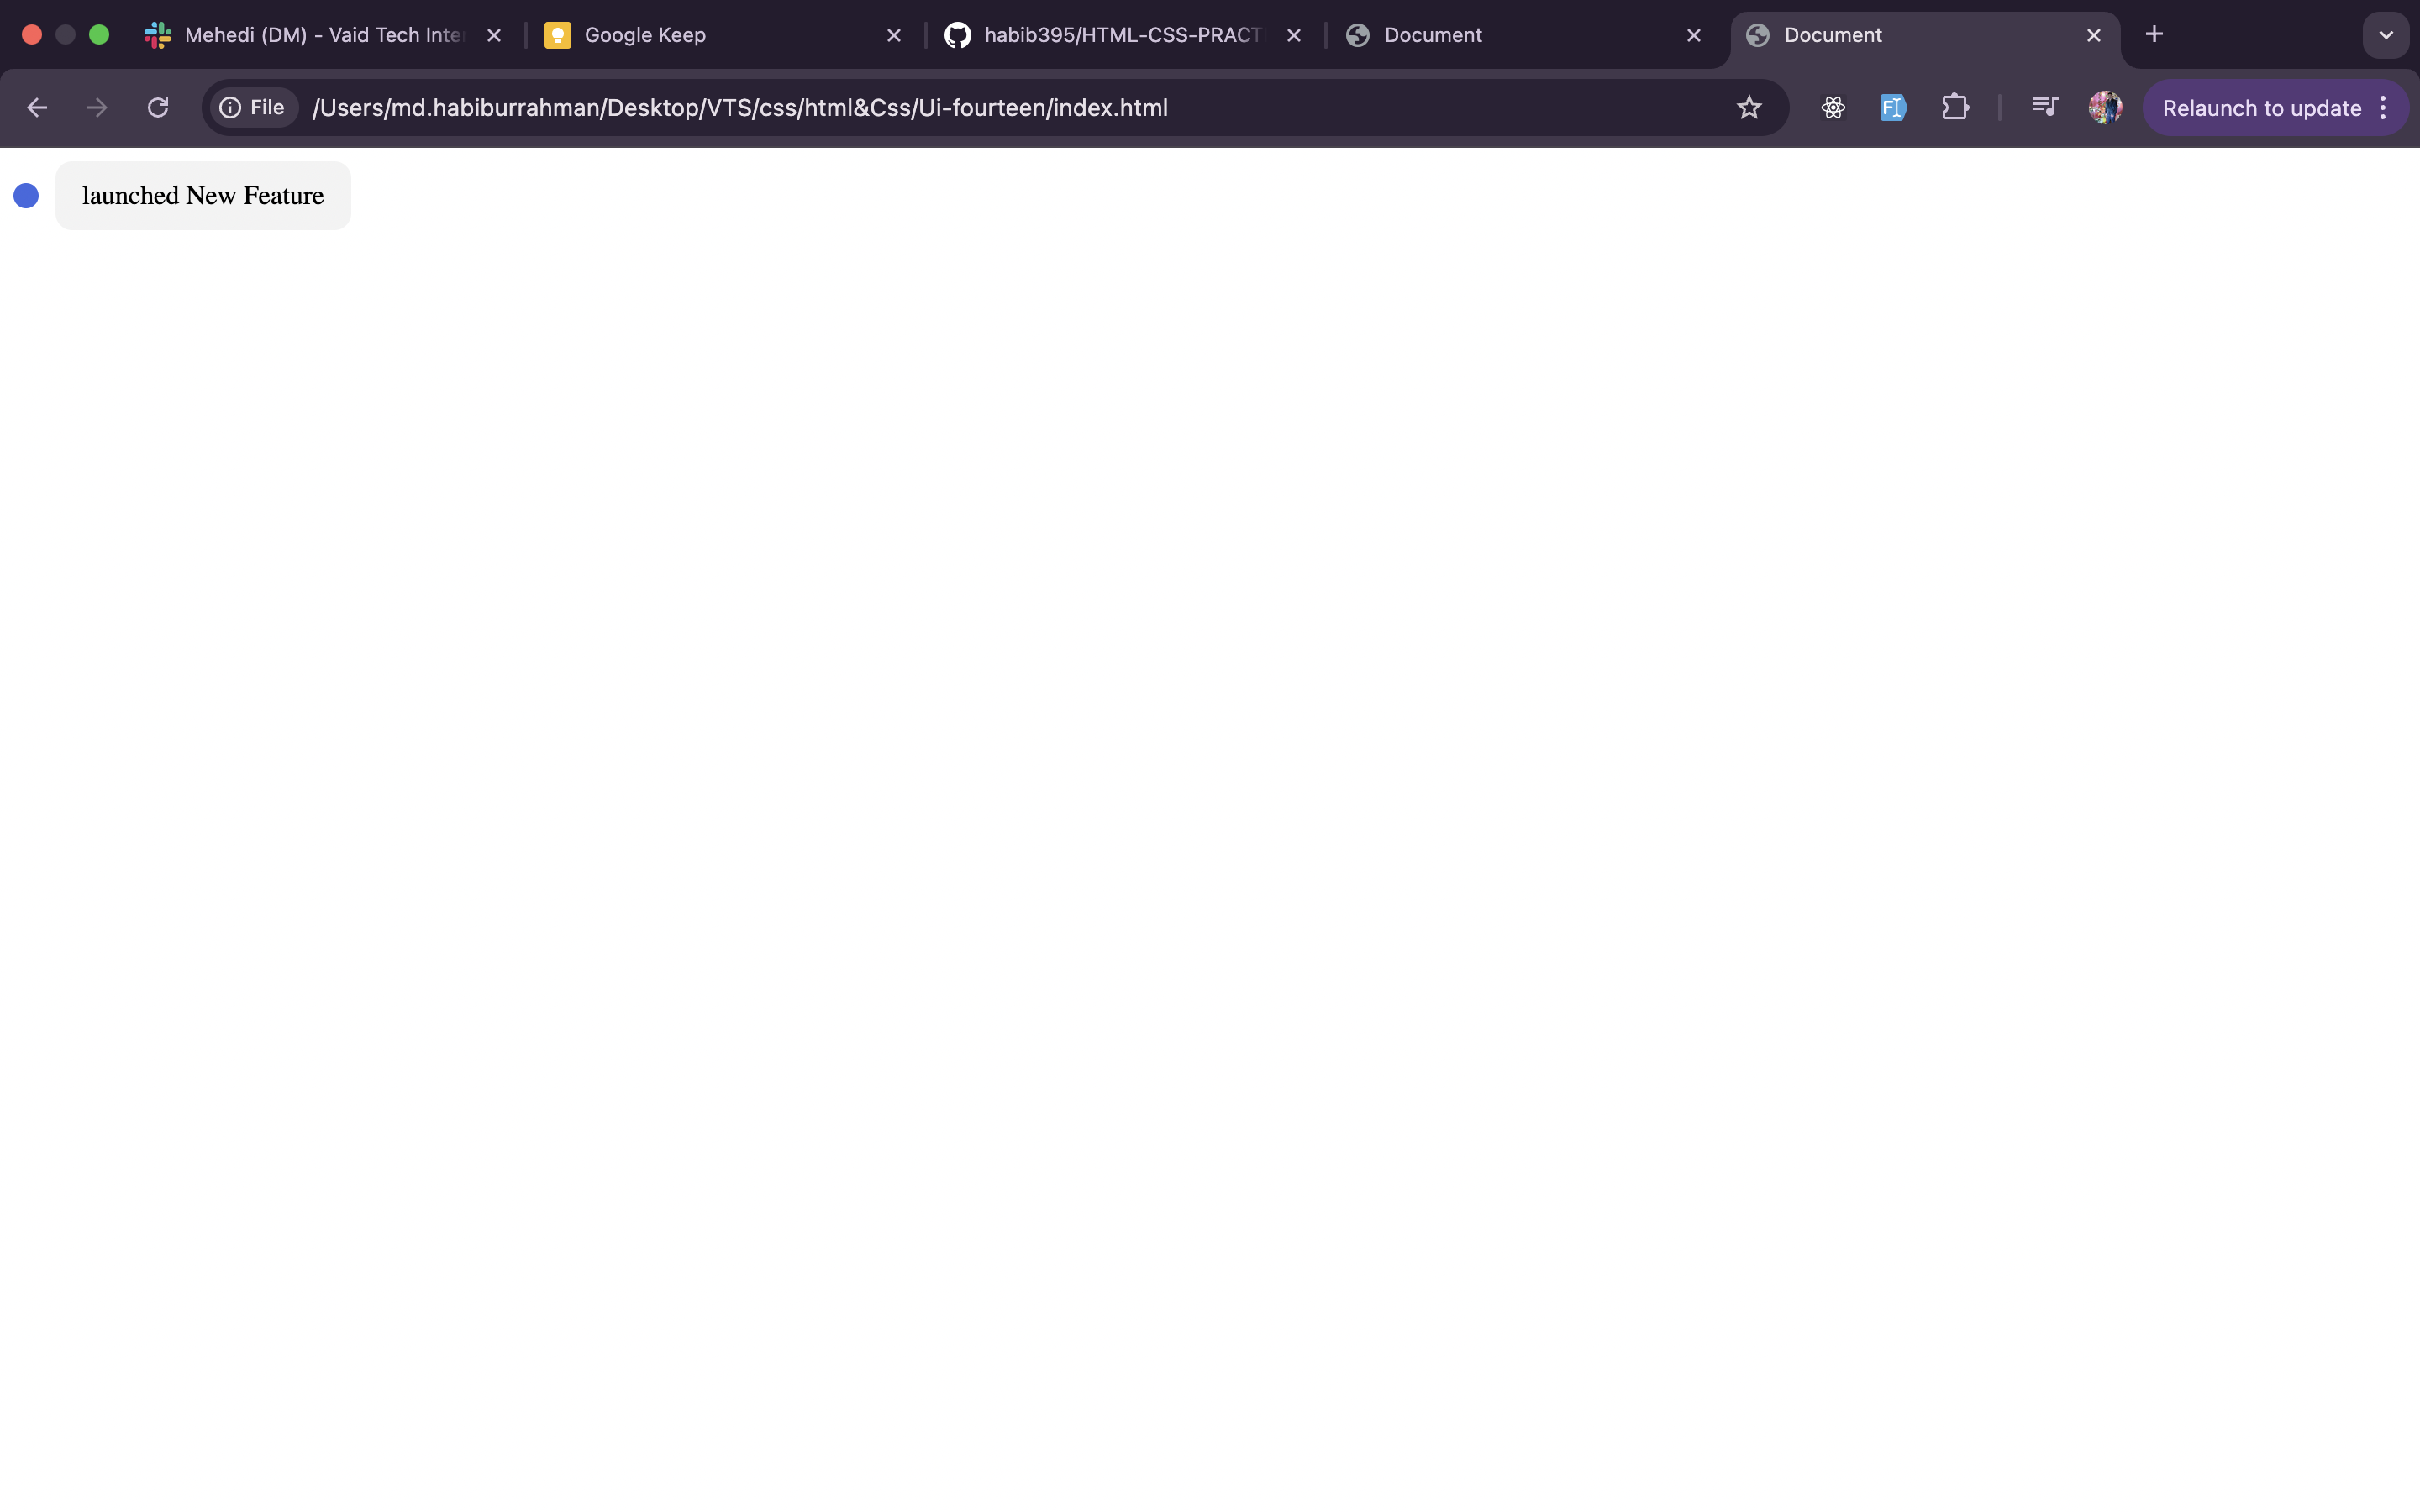 Mehedi (DM) - Vaid Tech Inte
Google Keep
habib395/HTML-CSS-PRACT
Document
Document
File /Users/md.habiburrahman/Desktop/VTS/css/html&Css/Ui-fourteen/index.html
Relaunch to update
launched New Feature